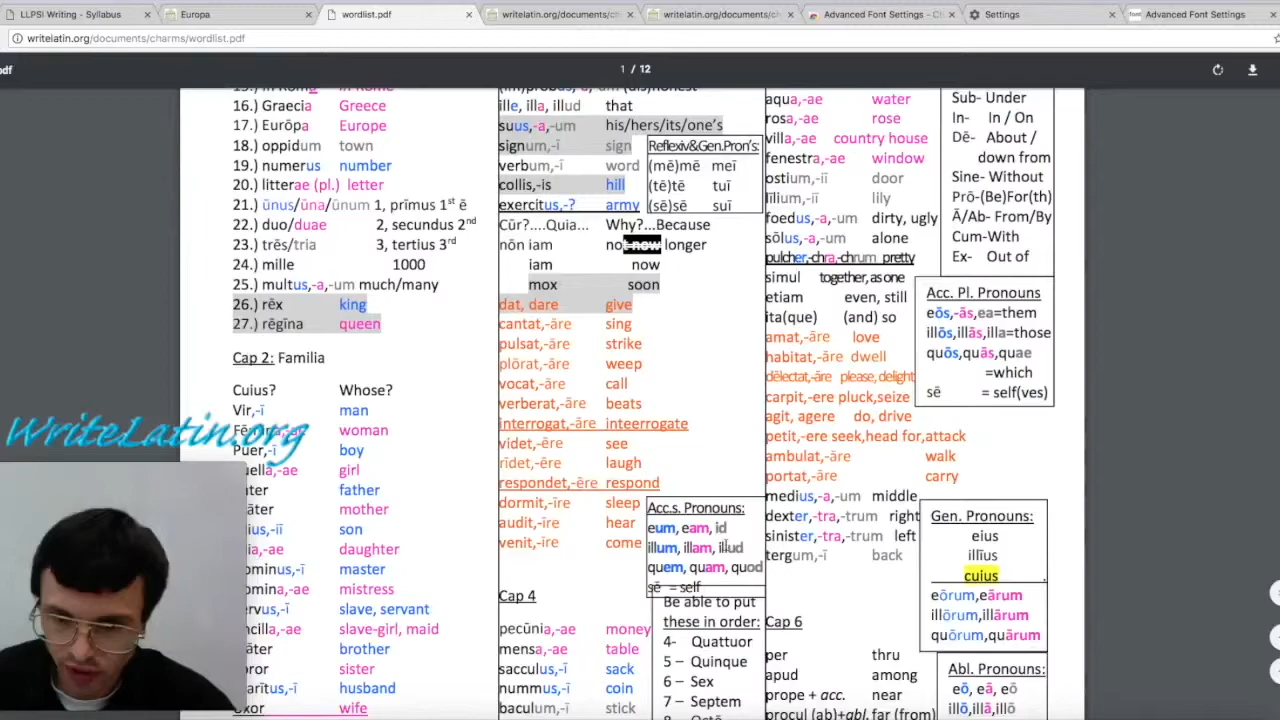 LLPSI Writing - Syllabus
Europa
wordlist.pdf
writelatin.org/documents/ch
writelatin.org/documents/ch
Advanced Font Settings - Ch
Settings
Advanced Font Settings
writelatin.org/documents/charms/wordlist.pdf
pdf
1 / 12
16.) Graecia Greece
17.) Eurōpa Europe
18.) oppidum town
19.) numerus number
20.) litterae (pl.) letter
21.) ūnus/ūna/ūnum 1, prīmus 1st ē
22.) duo/duae 2, secundus 2nd
23.) trēs/tria 3, tertius 3rd
24.) mille 1000
25.) multus,-a,-um much/many
26.) rēx king
27.) rēgīna queen
Cap 2: Familia
Cuius? Whose?
Vir,-ī man
woman
Puer,-ī boy
girl
father
mother
son
daughter
master
mistress
slave, servant
slave-girl, maid
brother
sister
husband
wife
WriteLatin.org
ille, illa, illud that
suus,-a,-um his/hers/its/one's
signum,-ī sign
verbum,-ī word
collis,-is hill
exercitus,-? army
Cūr?....Quia... Why?...Because
nōn iam not now longer
iam now
mox soon
dat, dare give
cantat,-āre sing
pulsat,-āre strike
plōrat,-āre weep
vocat,-āre call
verberat,-āre beats
interrogat,-āre inteerrogate
videt,-ēre see
rīdet,-ēre laugh
respondet,-ēre respond
dormit,-īre sleep
audit,-īre hear
venit,-īre come
Cap 4
pecūnia,-ae money
mensa,-ae table
sacculus,-ī sack
nummus,-ī coin
baculum,-ī stick
Reflexiv&Gen.Pron's:
(mē)mē meī
(tē)tē tuī
(sē)sē suī
Acc.s. Pronouns:
eum, eam, id
illum, illam, illud
quem, quam, quod
sē = self
Be able to put
these in order:
4- Quattuor
5 – Quinque
6 – Sex
7 – Septem
aqua,-ae water
rosa,-ae rose
villa,-ae country house
fenestra,-ae window
ostium,-iī door
līlium,-iī lily
foedus,-a,-um dirty, ugly
sōlus,-a,-um alone
pulcher,-chra,-chrum pretty
simul together, as one
etiam even, still
ita(que) (and) so
amat,-āre love
habitat,-āre dwell
dēlectat,-āre please, delight
carpit,-ere pluck,seize
agit, agere do, drive
petit,-ere seek,head for,attack
ambulat,-āre walk
portat,-āre carry
medius,-a,-um middle
dexter,-tra,-trum right
sinister,-tra,-trum left
tergum,-ī back
Cap 6
per thru
apud among
prope + acc. near
procul (ab)+abl. far (from)
Sub- Under
In- In / On
Dē- About /
down from
Sine- Without
Prō-(Be)For(th)
Ā/Ab- From/By
Cum-With
Ex- Out of
Acc. Pl. Pronouns
eōs,-ās,ea=them
illōs,illās,illa=those
quōs,quās,quae
=which
sē = self(ves)
Gen. Pronouns:
eius
illīus
cuius
eōrum,eārum
illōrum,illārum
quōrum,quārum
Abl. Pronouns:
eō, eā, eō
illō,illā,illō